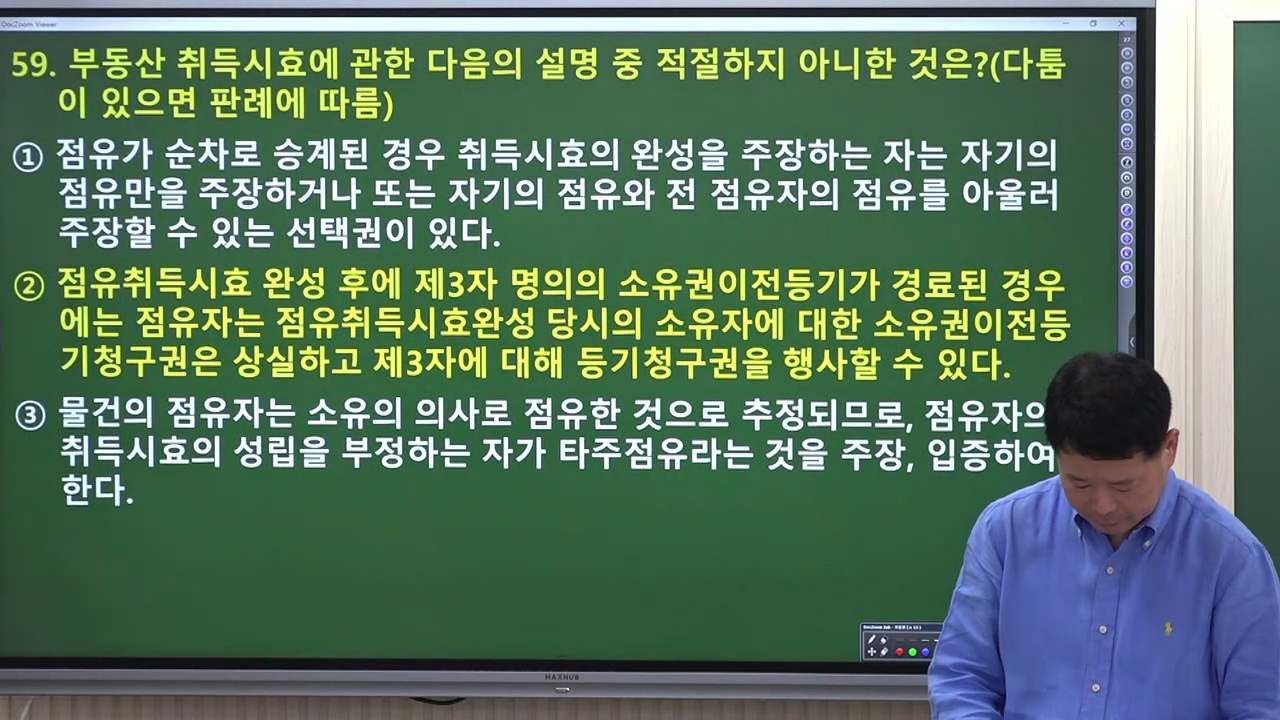 DocZoom Viewer
59. 부동산 취득시효에 관한 다음의 설명 중 적절하지 아니한 것은?(다툼
이 있으면 판례에 따름)
① 점유가 순차로 승계된 경우 취득시효의 완성을 주장하는 자는 자기의
점유만을 주장하거나 또는 자기의 점유와 전 점유자의 점유를 아울러
주장할 수 있는 선택권이 있다.
② 점유취득시효 완성 후에 제3자 명의의 소유권이전등기가 경료된 경우
에는 점유자는 점유취득시효완성 당시의 소유자에 대한 소유권이전등
기청구권은 상실하고 제3자에 대해 등기청구권을 행사할 수 있다.
③ 물건의 점유자는 소유의 의사로 점유한 것으로 추정되므로, 점유자의
취득시효의 성립을 부정하는 자가 타주점유라는 것을 주장, 입증하여
한다.
MAXHUB